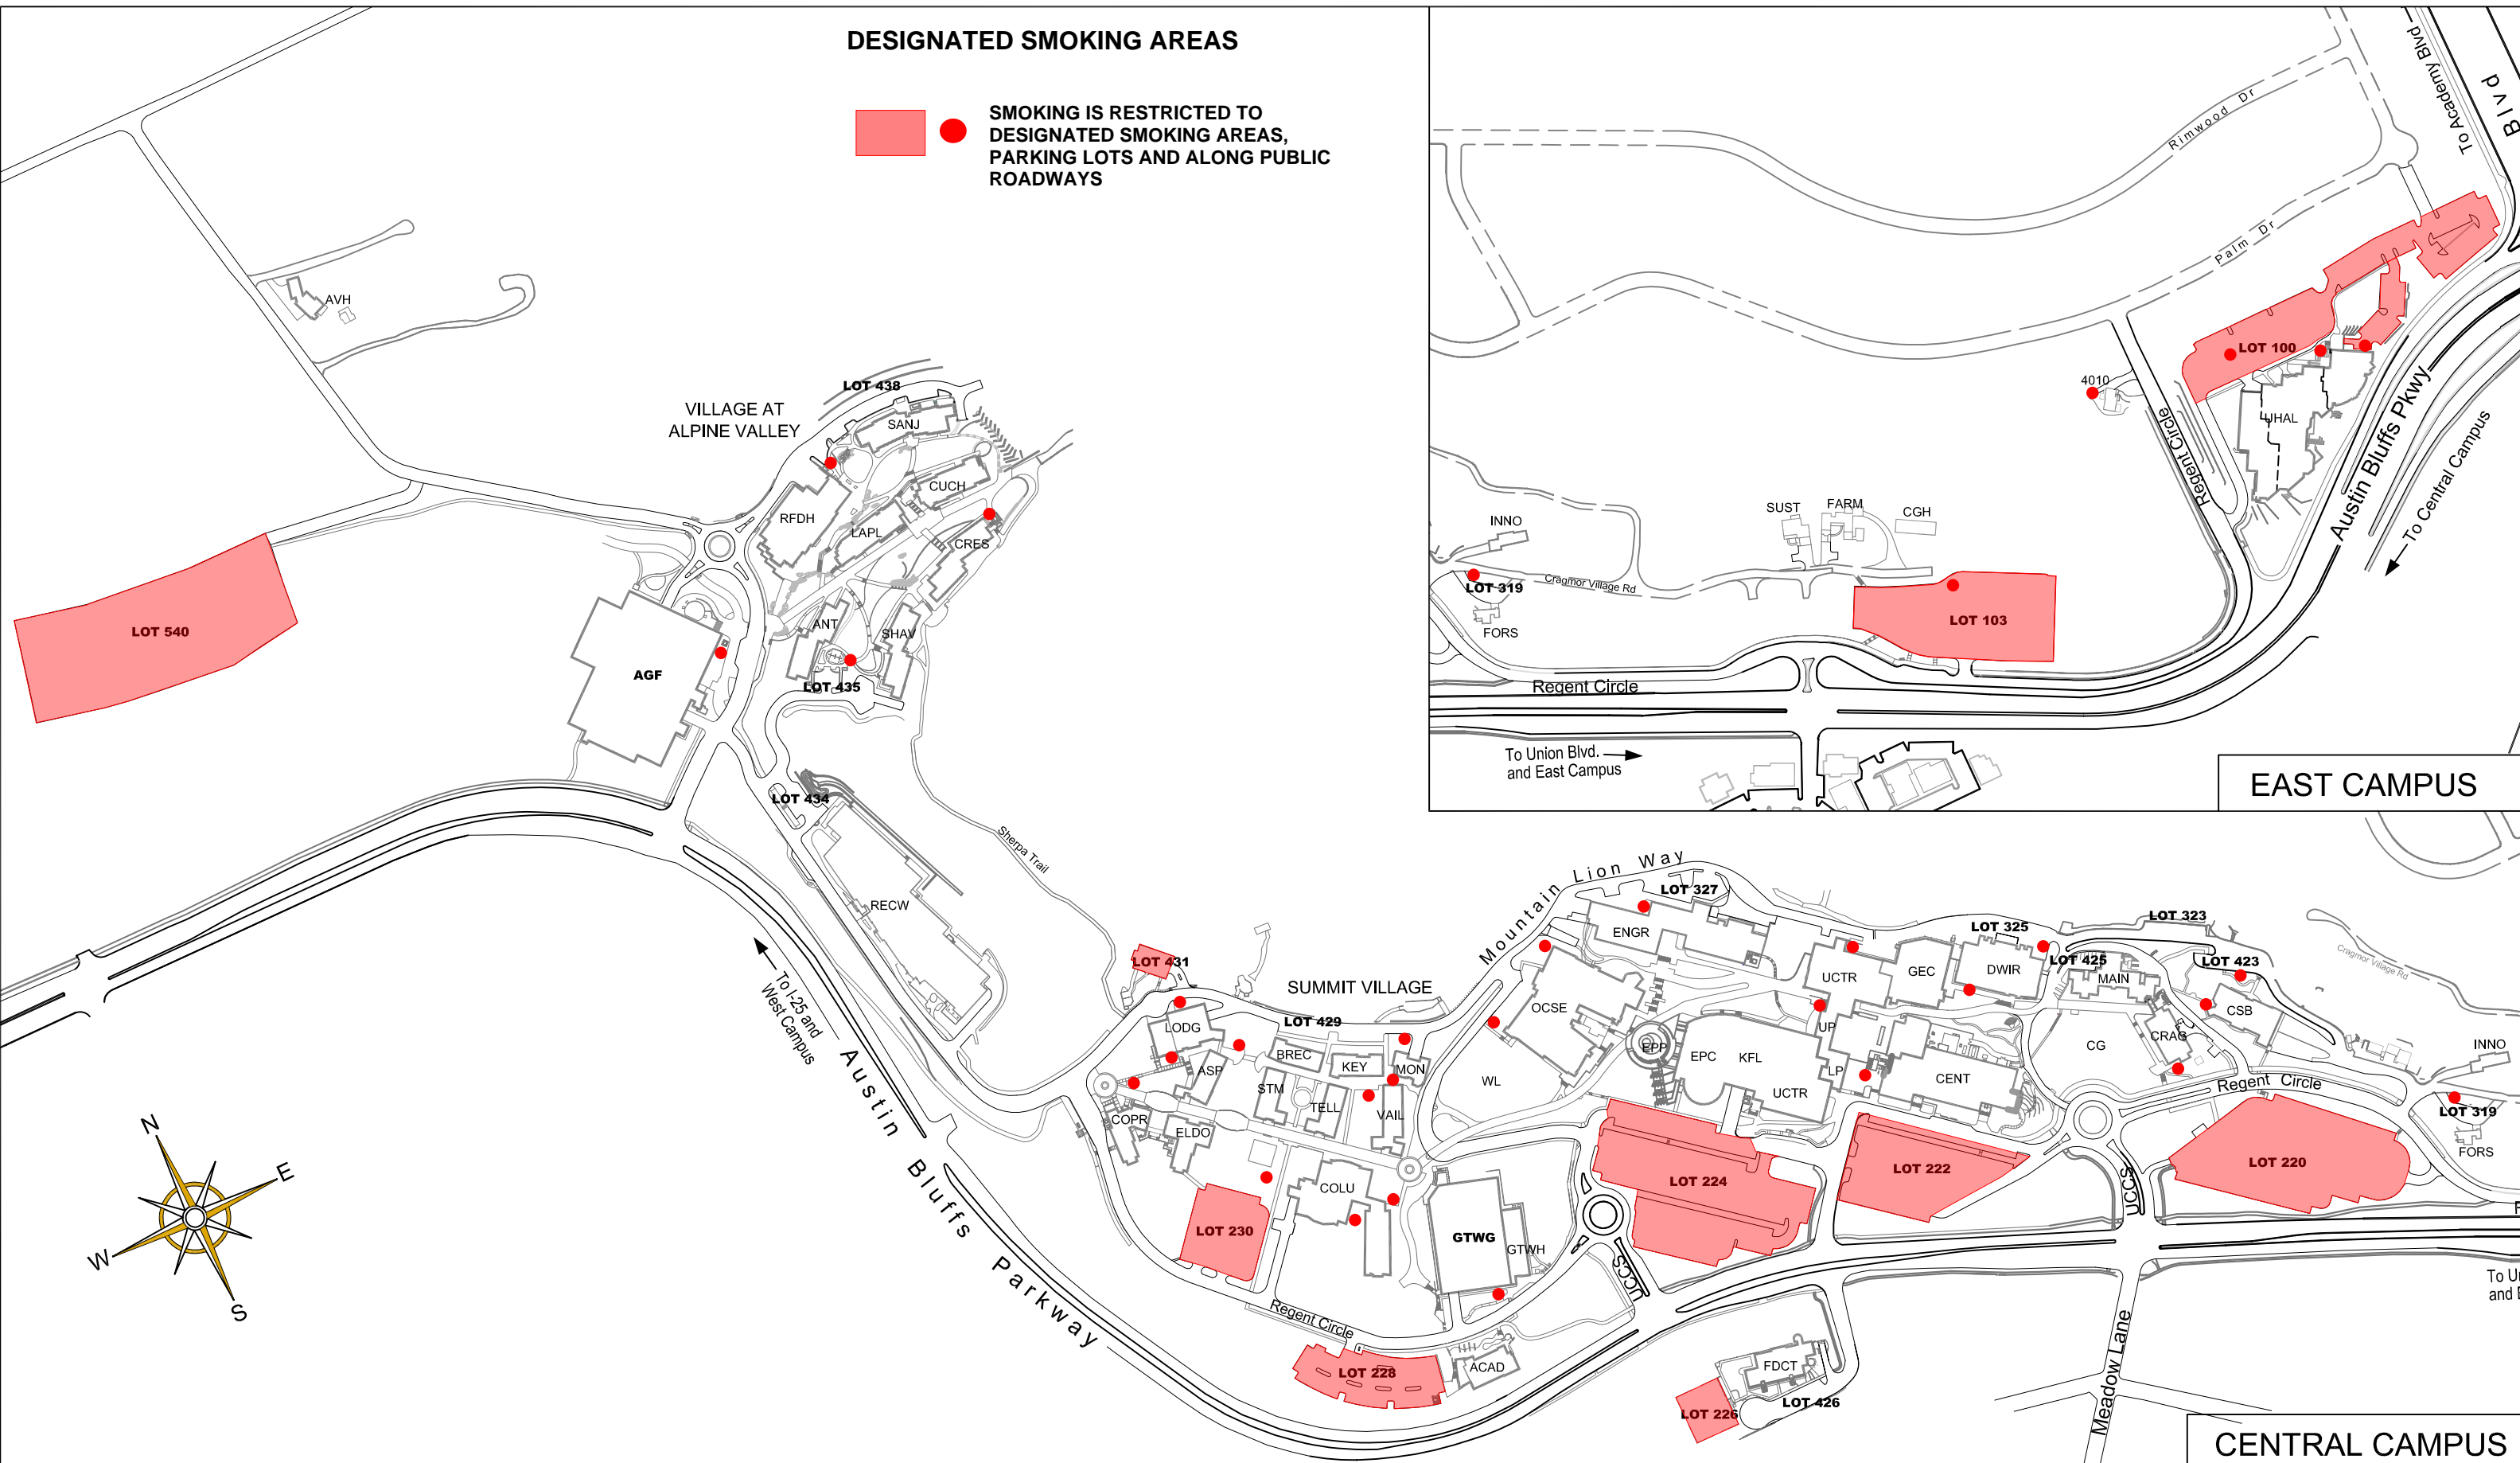 DESIGNATED SMOKING AREAS
SMOKING IS RESTRICTED TO
DESIGNATED SMOKING AREAS,
PARKING LOTS AND ALONG PUBLIC
ROADWAYS
AVH
VILLAGE AT
ALPINE VALLEY
LOT 438
SANJ
CUCH
RFDH
LAPL
CRES
ANT
SHAV
LOT 435
LOT 540
AGF
LOT 434
RECW
Sherpa Trail
To Academy Blvd
Blvd
Rimwood Dr
Palm Dr
LOT 100
4010
UHAL
Regent Circle
Austin Bluffs Pkwy
To Central Campus
INNO
SUST
FARM
CGH
LOT 319
Cragmor Village Rd
FORS
LOT 103
Regent Circle
To Union Blvd.
and East Campus
EAST CAMPUS
To I-25 and
West Campus
Austin Bluffs Parkway
LOT 431
SUMMIT VILLAGE
LODG
LOT 429
BREC
KEY
MON
ASP
STM
TELL
VAIL
COPR
ELDO
COLU
LOT 230
GTWG
GTWH
UCCS
Regent Circle
LOT 228
ACAD
Mountain Lion Way
LOT 327
ENGR
OCSE
WL
EPP
EPC
KFL
UCTR
UCTR
UP
LP
GEC
LOT 325
DWIR
CENT
LOT 425
MAIN
LOT 323
LOT 423
CSB
CRAG
CG
Cragmor Village Rd
INNO
Regent Circle
LOT 319
FORS
LOT 224
LOT 222
LOT 220
UCCS
FDCT
LOT 226
LOT 426
Meadow Lane
To U
and E
N
E
W
S
CENTRAL CAMPUS